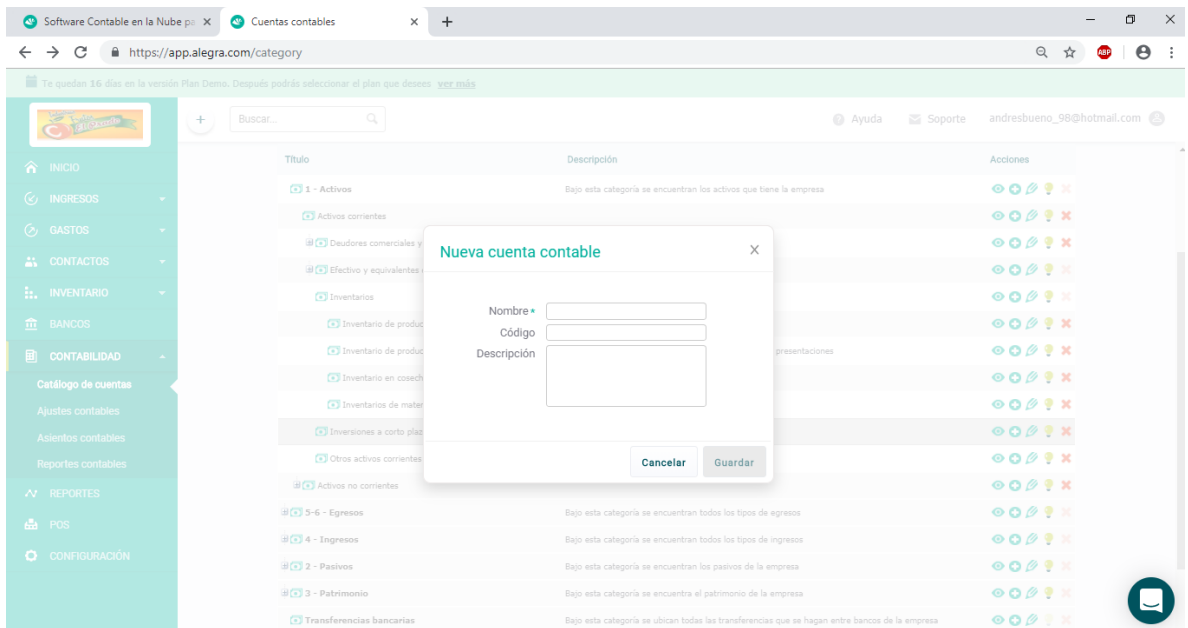 Software Contable en la Nube pa
Cuentas contables
https://app.alegra.com/category
ABP
Te quedan 16 días en la versión Plan Demo. Después podrás seleccionar el plan que desees ver más
Buscar...
Ayuda
Soporte
andresbueno_98@hotmail.com
INICIO
INGRESOS
GASTOS
CONTACTOS
INVENTARIO
BANCOS
CONTABILIDAD
Catálogo de cuentas
Ajustes contables
Asientos contables
Reportes contables
REPORTES
POS
CONFIGURACIÓN
Título Descripción Acciones
1 - Activos Bajo esta categoría se encuentran los activos que tiene la empresa
Activos corrientes
Deudores comerciales y
Efectivo y equivalentes
Inventarios
Inventario de produc
Inventario de produc presentaciones
Inventario en cosech
Inventarios de mater
Inversiones a corto plaz
Otros activos corrientes
Activos no corrientes
5-6 - Egresos Bajo esta categoría se encuentran todos los tipos de egresos
4 - Ingresos Bajo esta categoría se encuentran todos los tipos de ingresos
2 - Pasivos Bajo esta categoría se encuentran los pasivos de la empresa
3 - Patrimonio Bajo esta categoría se encuentra el patrimonio de la empresa
Transferencias bancarias Bajo esta categoría se ubican todas las transferencias que se hagan entre bancos de la empresa
Nueva cuenta contable
Nombre *
Código
Descripción
Cancelar Guardar